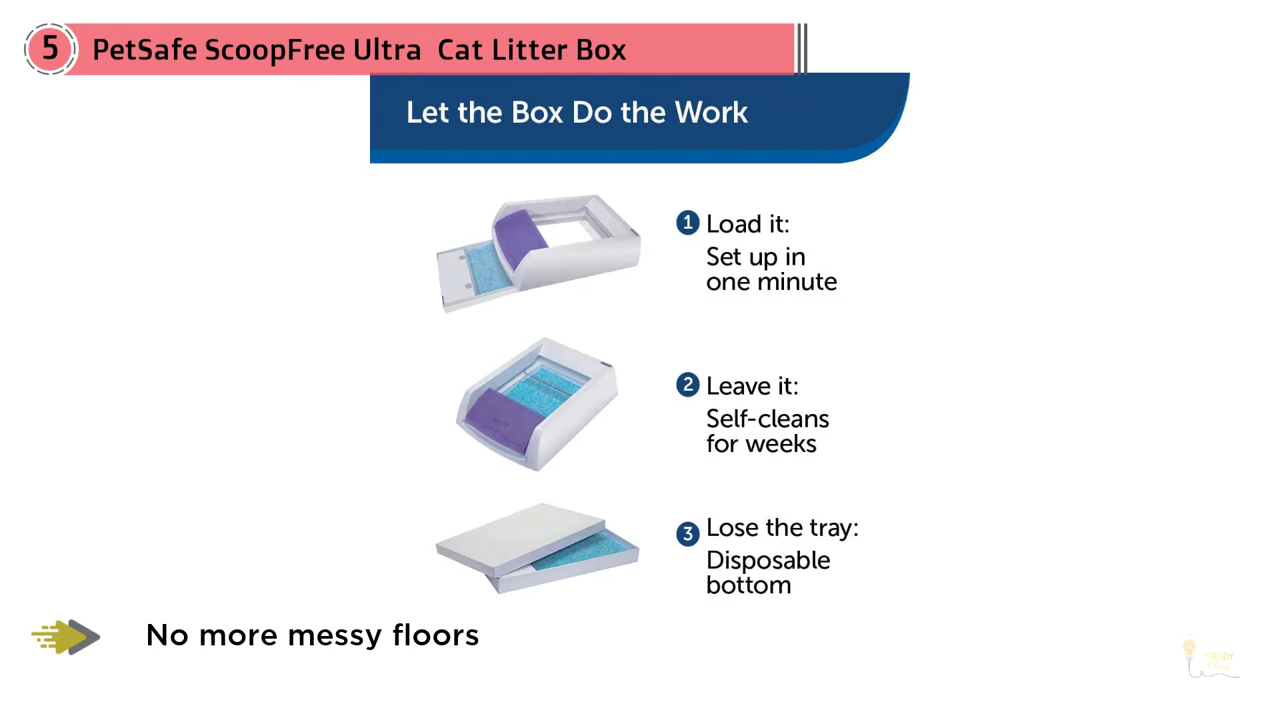 5
PetSafe ScoopFree Ultra Cat Litter Box
Let the Box Do the Work
1 Load it:
Set up in
one minute
2 Leave it:
Self-cleans
for weeks
3 Lose the tray:
Disposable
bottom
No more messy floors
TRENDY
IDEAS